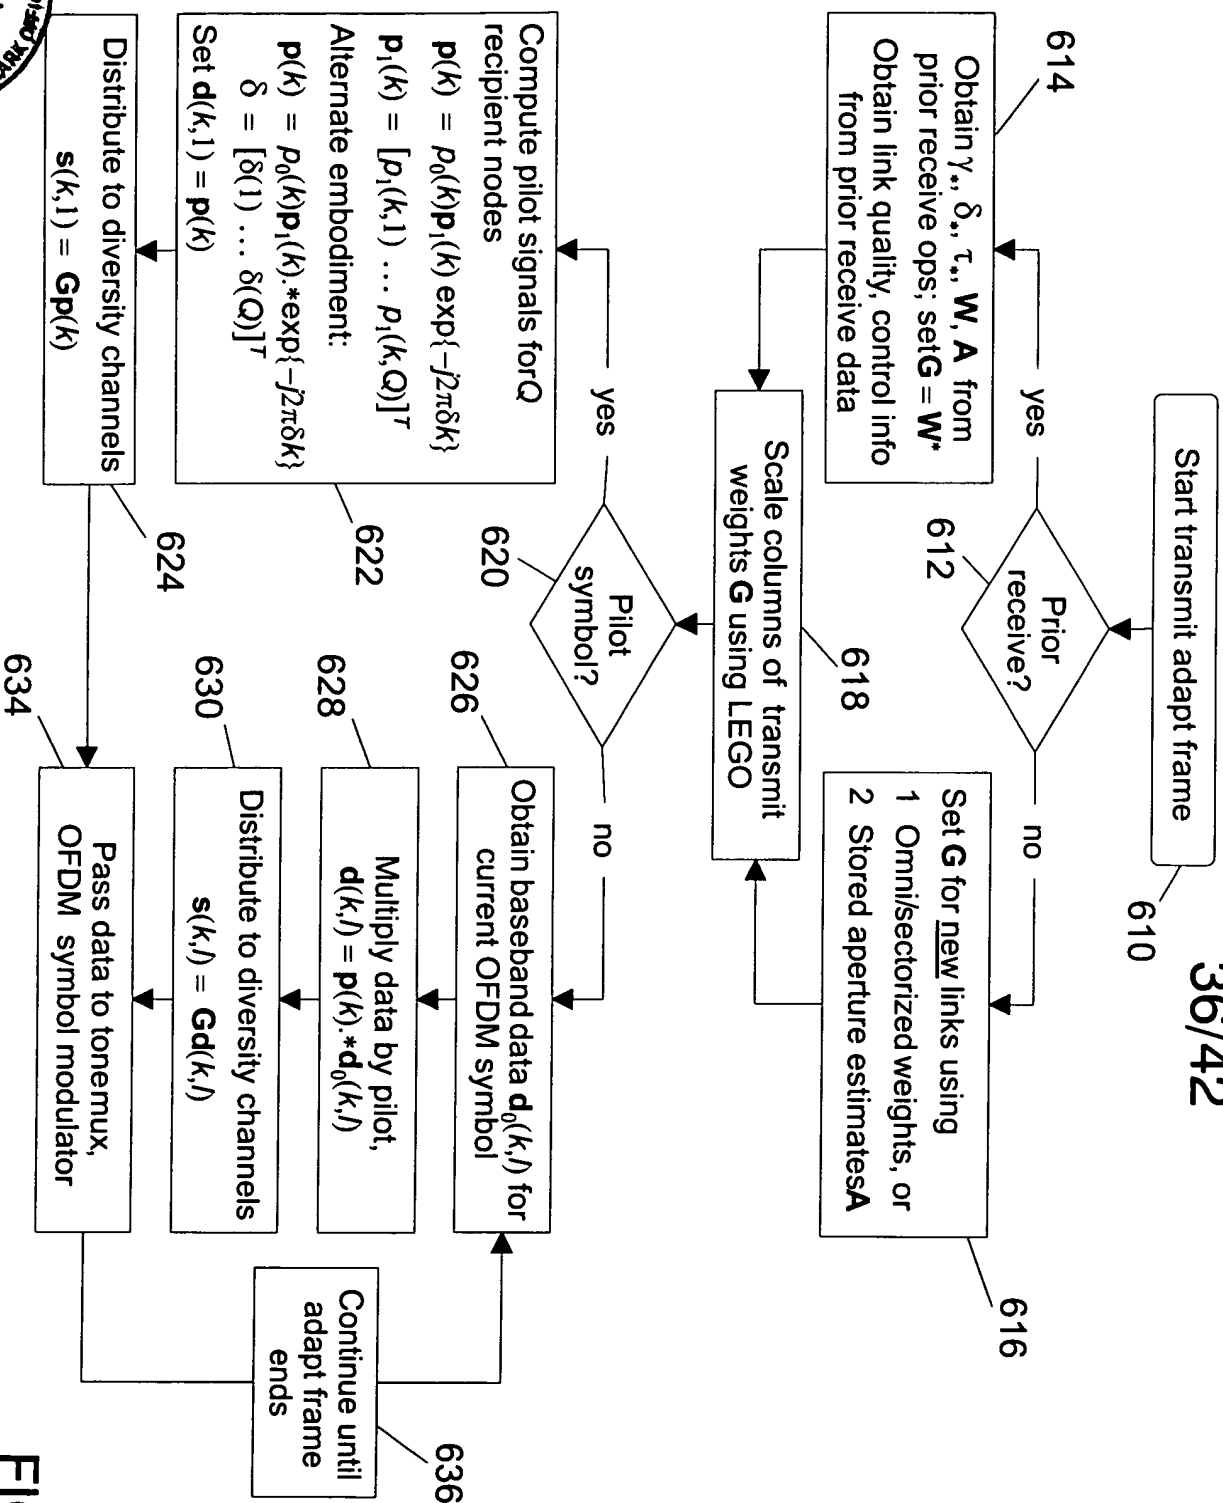 36/42
Start transmit adapt frame
610
Prior
receive?
612
yes
no
614
Obtain γ*, δ*, τ*, W, A from
prior receive ops; setG = W*
Obtain link quality, control info
from prior receive data
Set G for new links using
1 Omni/sectorized weights, or
2 Stored aperture estimatesA
616
Scale columns of transmit
weights G using LEGO
618
Pilot
symbol?
620
yes
no
Compute pilot signals forQ
recipient nodes
p(k) = p₀(k)p₁(k) exp{-j2πδk}
p₁(k) = [p₁(k,1) ... p₁(k,Q)]ᵀ
Alternate embodiment:
p(k) = p₀(k)p₁(k).*exp{-j2πδk}
δ = [δ(1) ... δ(Q)]ᵀ
Set d(k,1) = p(k)
622
Distribute to diversity channels
s(k,1) = Gp(k)
624
626
Obtain baseband data d₀(k,l) for
current OFDM symbol
628
Multiply data by pilot,
d(k,l) = p(k).*d₀(k,l)
630
Distribute to diversity channels
s(k,l) = Gd(k,l)
634
Pass data to tonemux,
OFDM symbol modulator
Continue until
adapt frame
ends
636